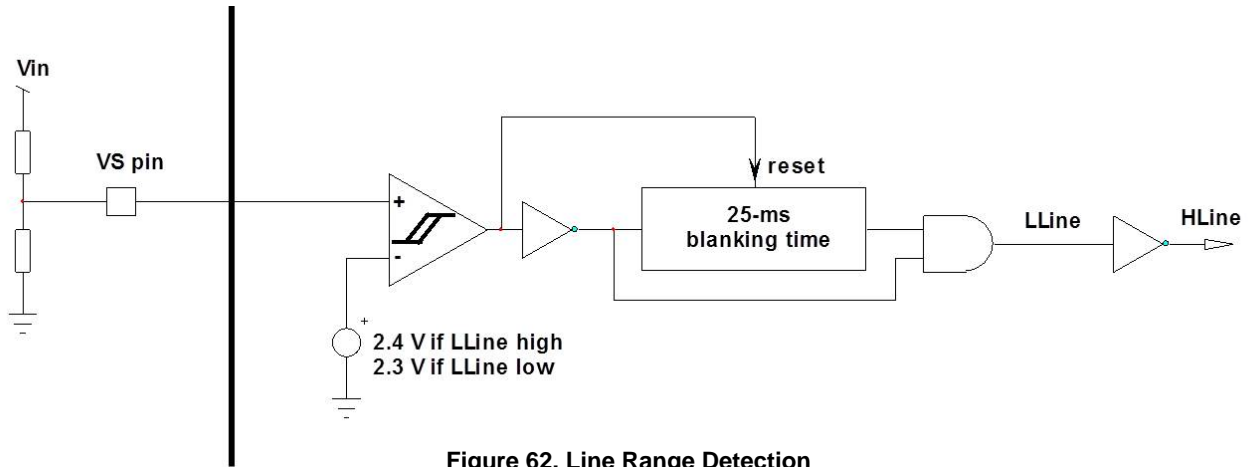 Vin
VS pin
+
-
+
2.4 V if LLine high
2.3 V if LLine low
reset
25-ms
blanking time
LLine
HLine
Figure 62. Line Range Detection